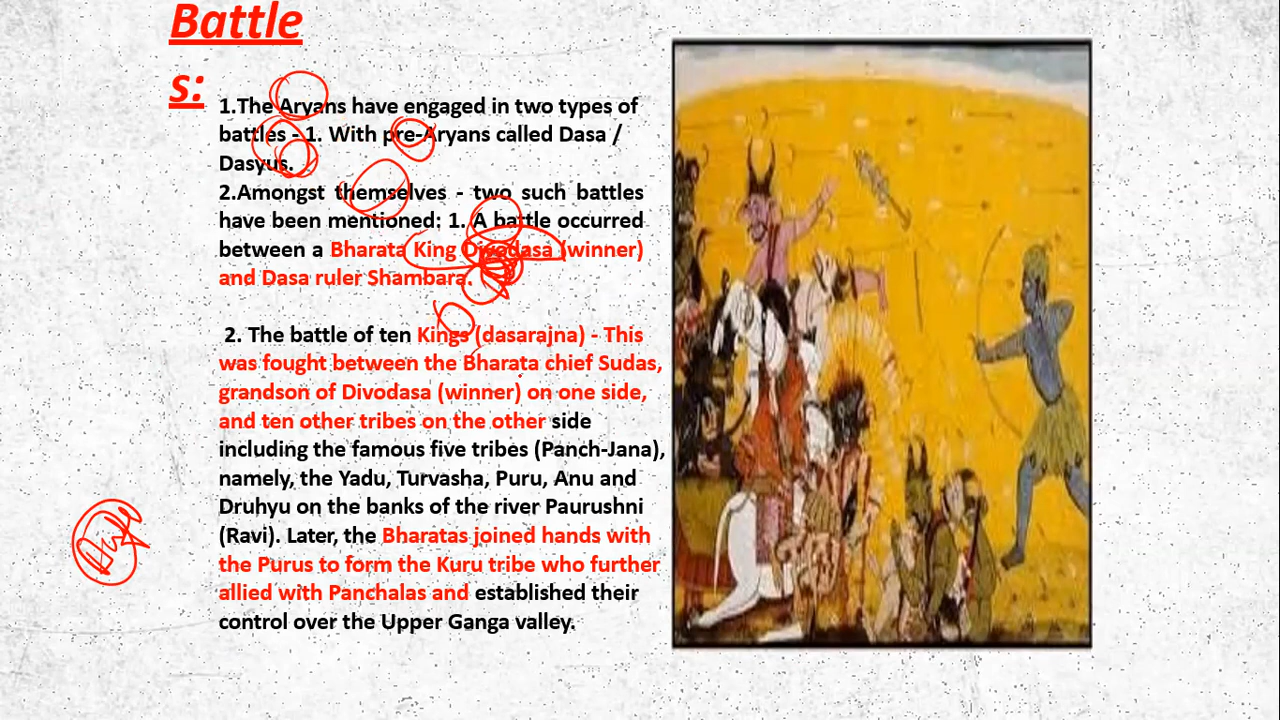 Battle
s:
1.The Aryans have engaged in two types of
battles - 1. With pre-Aryans called Dasa /
Dasyus.
2.Amongst themselves - two such battles
have been mentioned: 1. A battle occurred
between a Bharata King Divodasa (winner)
and Dasa ruler Shambara.
2. The battle of ten Kings (dasarajna) - This
was fought between the Bharata chief Sudas,
grandson of Divodasa (winner) on one side,
and ten other tribes on the other side
including the famous five tribes (Panch-Jana),
namely, the Yadu, Turvasha, Puru, Anu and
Druhyu on the banks of the river Paurushni
(Ravi). Later, the Bharatas joined hands with
the Purus to form the Kuru tribe who further
allied with Panchalas and established their
control over the Upper Ganga valley.